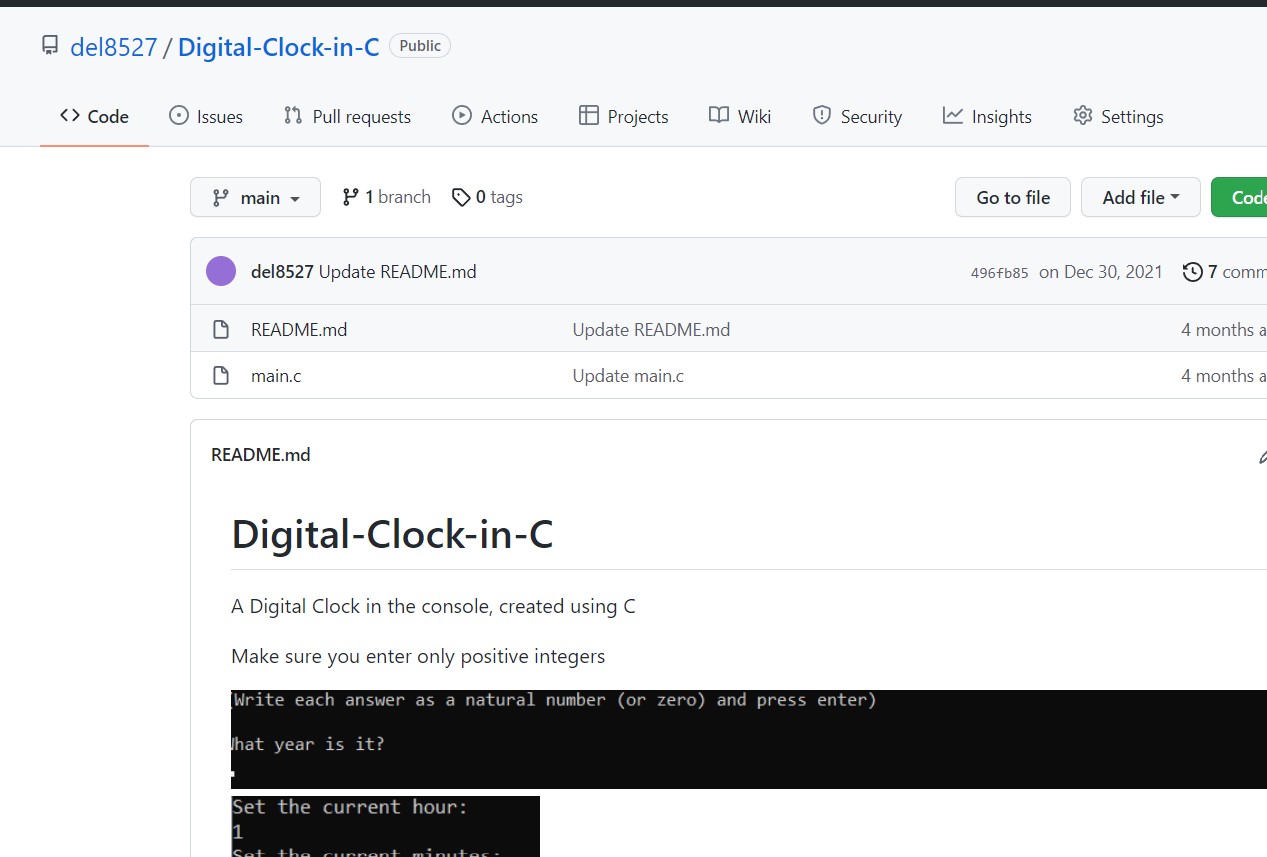 del8527 / Digital-Clock-in-C Public
Code Issues Pull requests Actions Projects Wiki Security Insights Settings
main 1 branch 0 tags Go to file Add file Code
del8527 Update README.md 496fb85 on Dec 30, 2021 7 comm
README.md Update README.md 4 months a
main.c Update main.c 4 months a
README.md
Digital-Clock-in-C
A Digital Clock in the console, created using C
Make sure you enter only positive integers
(Write each answer as a natural number (or zero) and press enter)
What year is it?
Set the current hour:
1
Set the current minutes: